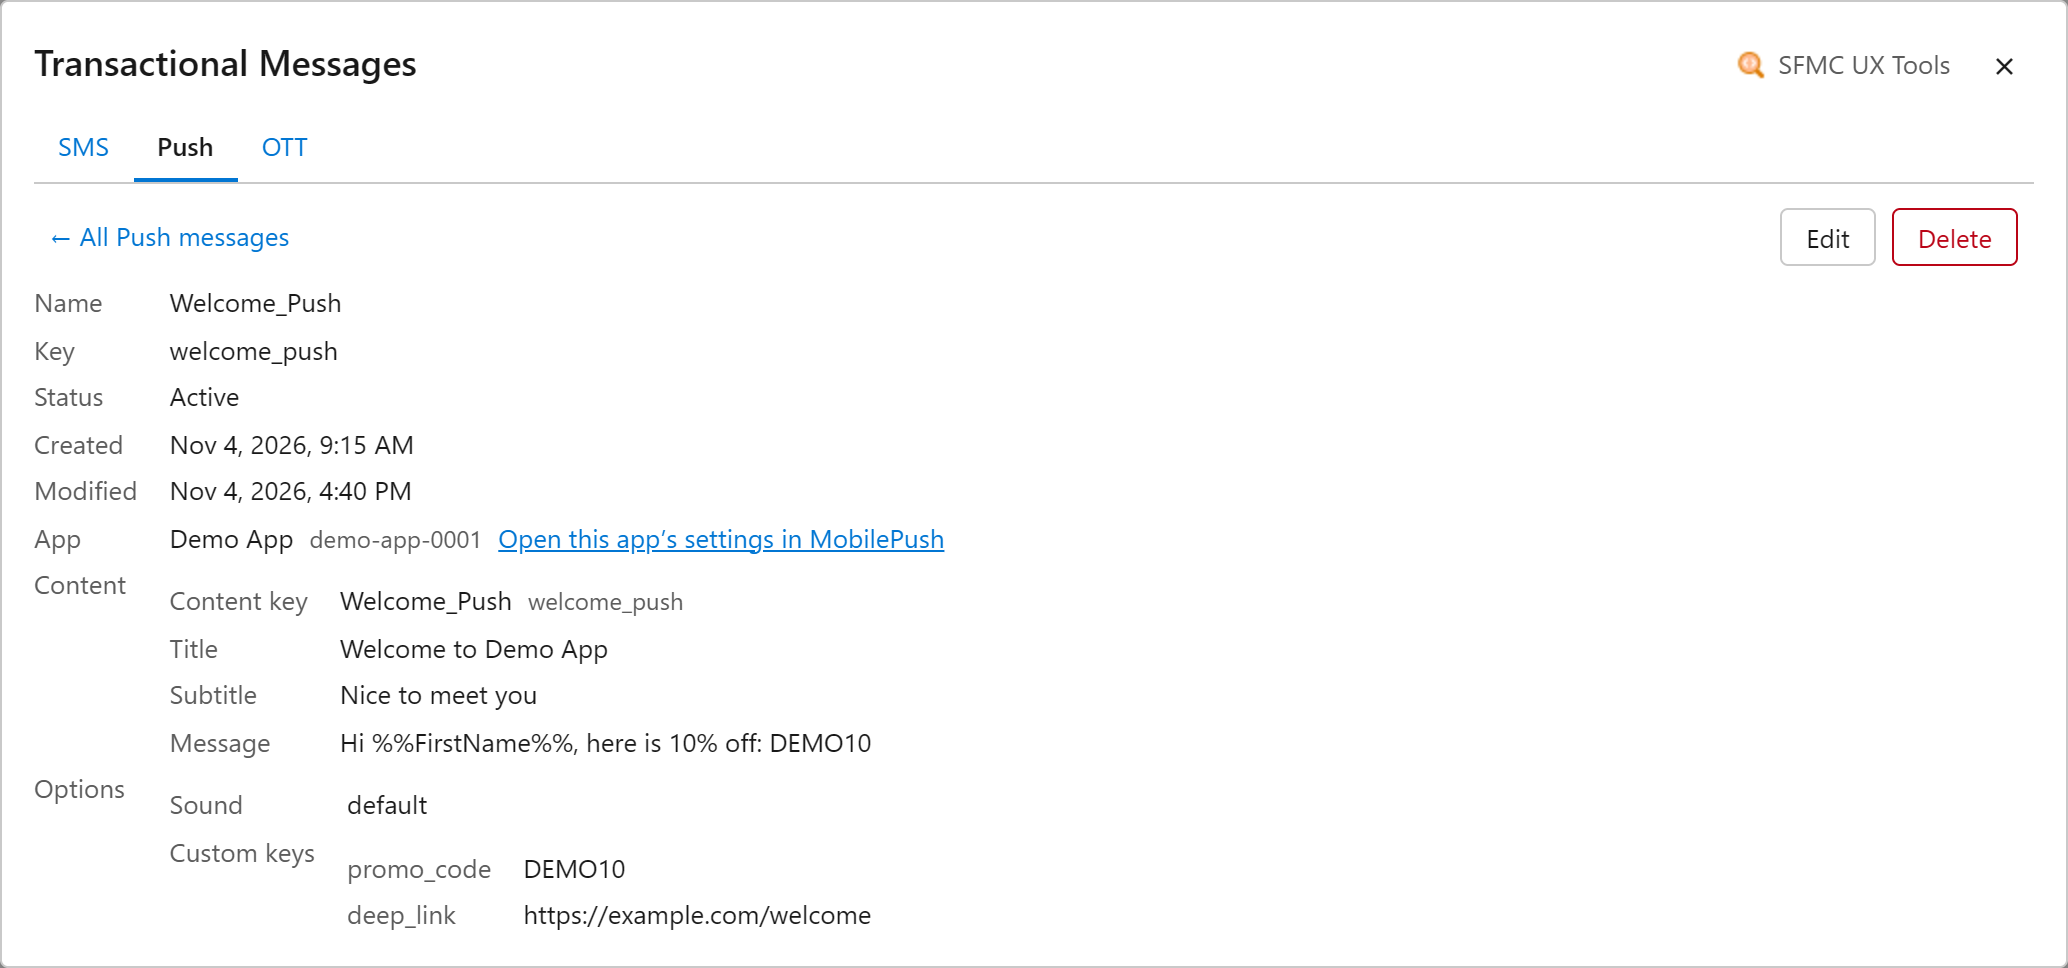 Transactional Messages
SFMC UX Tools ×
SMS Push OTT
← All Push messages
Edit Delete
Name Welcome_Push
Key welcome_push
Status Active
Created Nov 4, 2026, 9:15 AM
Modified Nov 4, 2026, 4:40 PM
App Demo App demo-app-0001 Open this app’s settings in MobilePush
Content
Content key Welcome_Push welcome_push
Title Welcome to Demo App
Subtitle Nice to meet you
Message Hi %%FirstName%%, here is 10% off: DEMO10
Options
Sound default
Custom keys
promo_code DEMO10
deep_link https://example.com/welcome